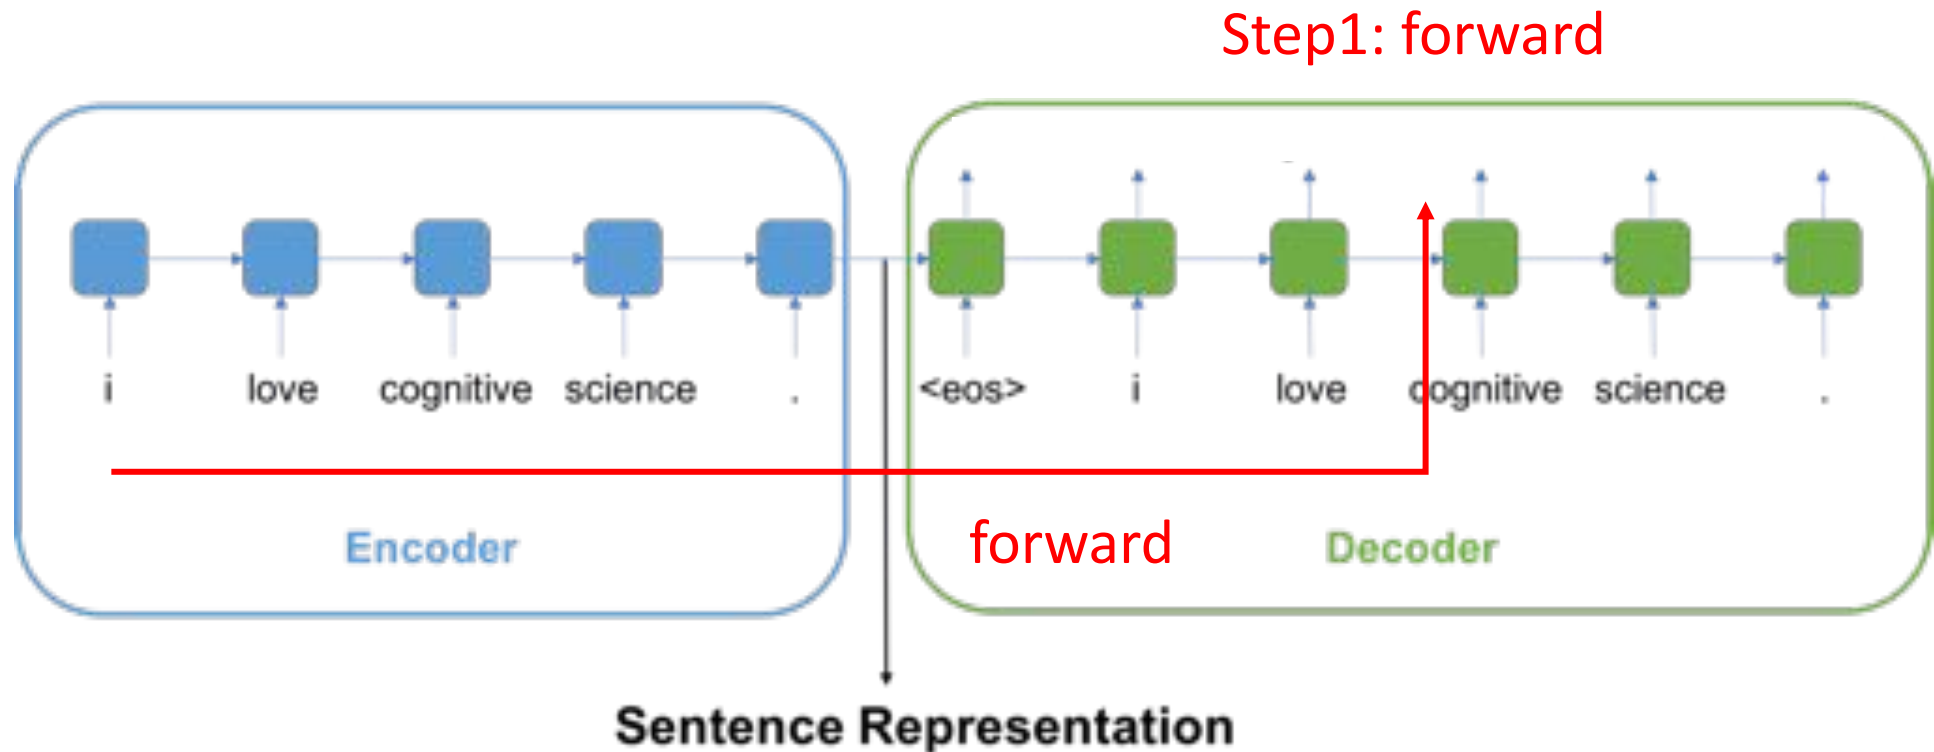 Step1: forward
i love cognitive science . <eos> i love cognitive science .
Encoder forward Decoder
Sentence Representation